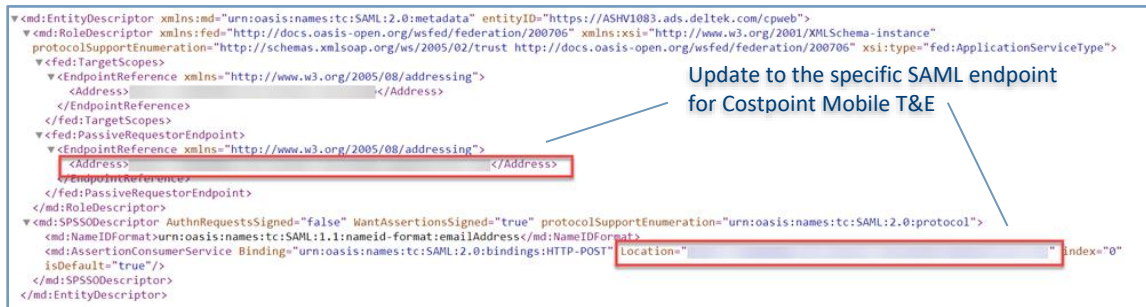 ▼<md:EntityDescriptor xmlns:md="urn:oasis:names:tc:SAML:2.0:metadata" entityID="https://ASHV1083.ads.deltek.com/cpweb">
▼<md:RoleDescriptor xmlns:fed="http://docs.oasis-open.org/wsfed/federation/200706" xmlns:xsi="http://www.w3.org/2001/XMLSchema-instance"
protocolSupportEnumeration="http://schemas.xmlsoap.org/ws/2005/02/trust http://docs.oasis-open.org/wsfed/federation/200706" xsi:type="fed:ApplicationServiceType">
▼<fed:TargetScopes>
▼<EndpointReference xmlns="http://www.w3.org/2005/08/addressing">
<Address></Address>
</EndpointReference>
</fed:TargetScopes>
▼<fed:PassiveRequestorEndpoint>
▼<EndpointReference xmlns="http://www.w3.org/2005/08/addressing">
<Address></Address>
</EndpointReference>
</fed:PassiveRequestorEndpoint>
</md:RoleDescriptor>
▼<md:SPSSODescriptor AuthnRequestsSigned="false" WantAssertionsSigned="true" protocolSupportEnumeration="urn:oasis:names:tc:SAML:2.0:protocol">
<md:NameIDFormat>urn:oasis:names:tc:SAML:1.1:nameid-format:emailAddress</md:NameIDFormat>
<md:AssertionConsumerService Binding="urn:oasis:names:tc:SAML:2.0:bindings:HTTP-POST" Location="" index="0"
isDefault="true"/>
</md:SPSSODescriptor>
</md:EntityDescriptor>
Update to the specific SAML endpoint
for Costpoint Mobile T&E